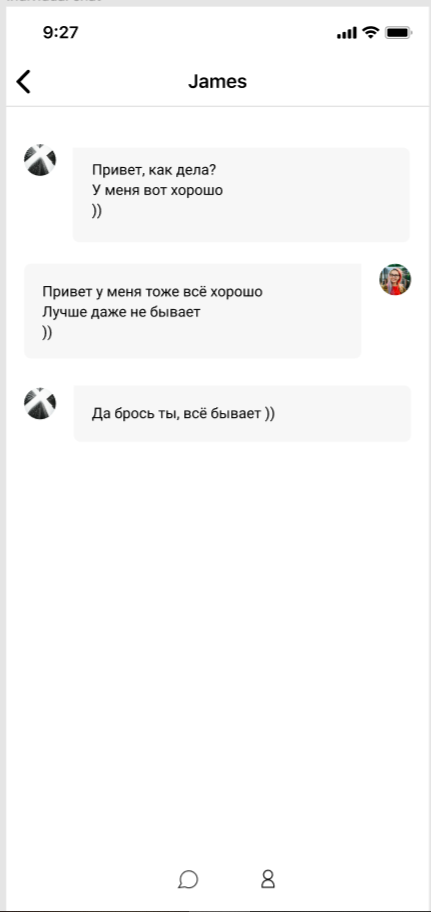 9:27
James
Привет, как дела?
У меня вот хорошо
))
Привет у меня тоже всё хорошо
Лучше даже не бывает
))
Да брось ты, всё бывает ))